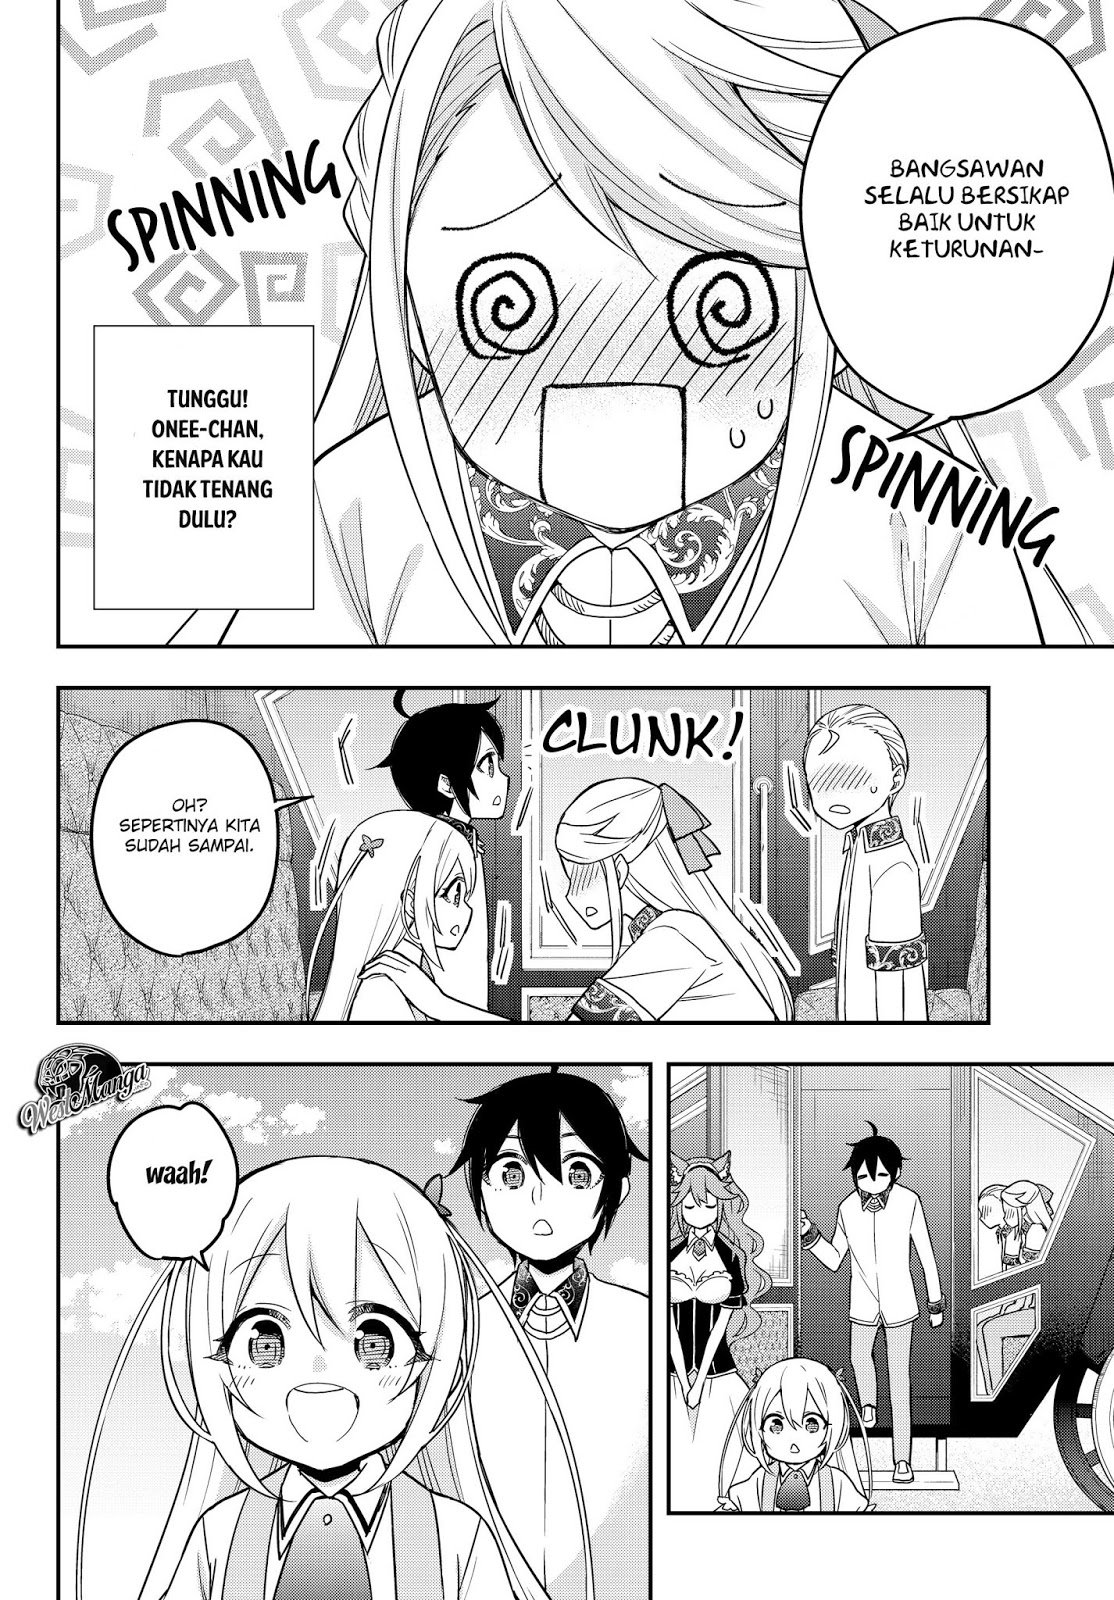 BANGSAWAN
SELALU BERSIKAP
BAIK UNTUK
KETURUNAN-
SPINNING
TUNGGU!
ONEE-CHAN,
KENAPA KAU
TIDAK TENANG
DULU?
SPINNING
CLUNK!
OH?
SEPERTINYA KITA
SUDAH SAMPAI.
WestManga
waah!